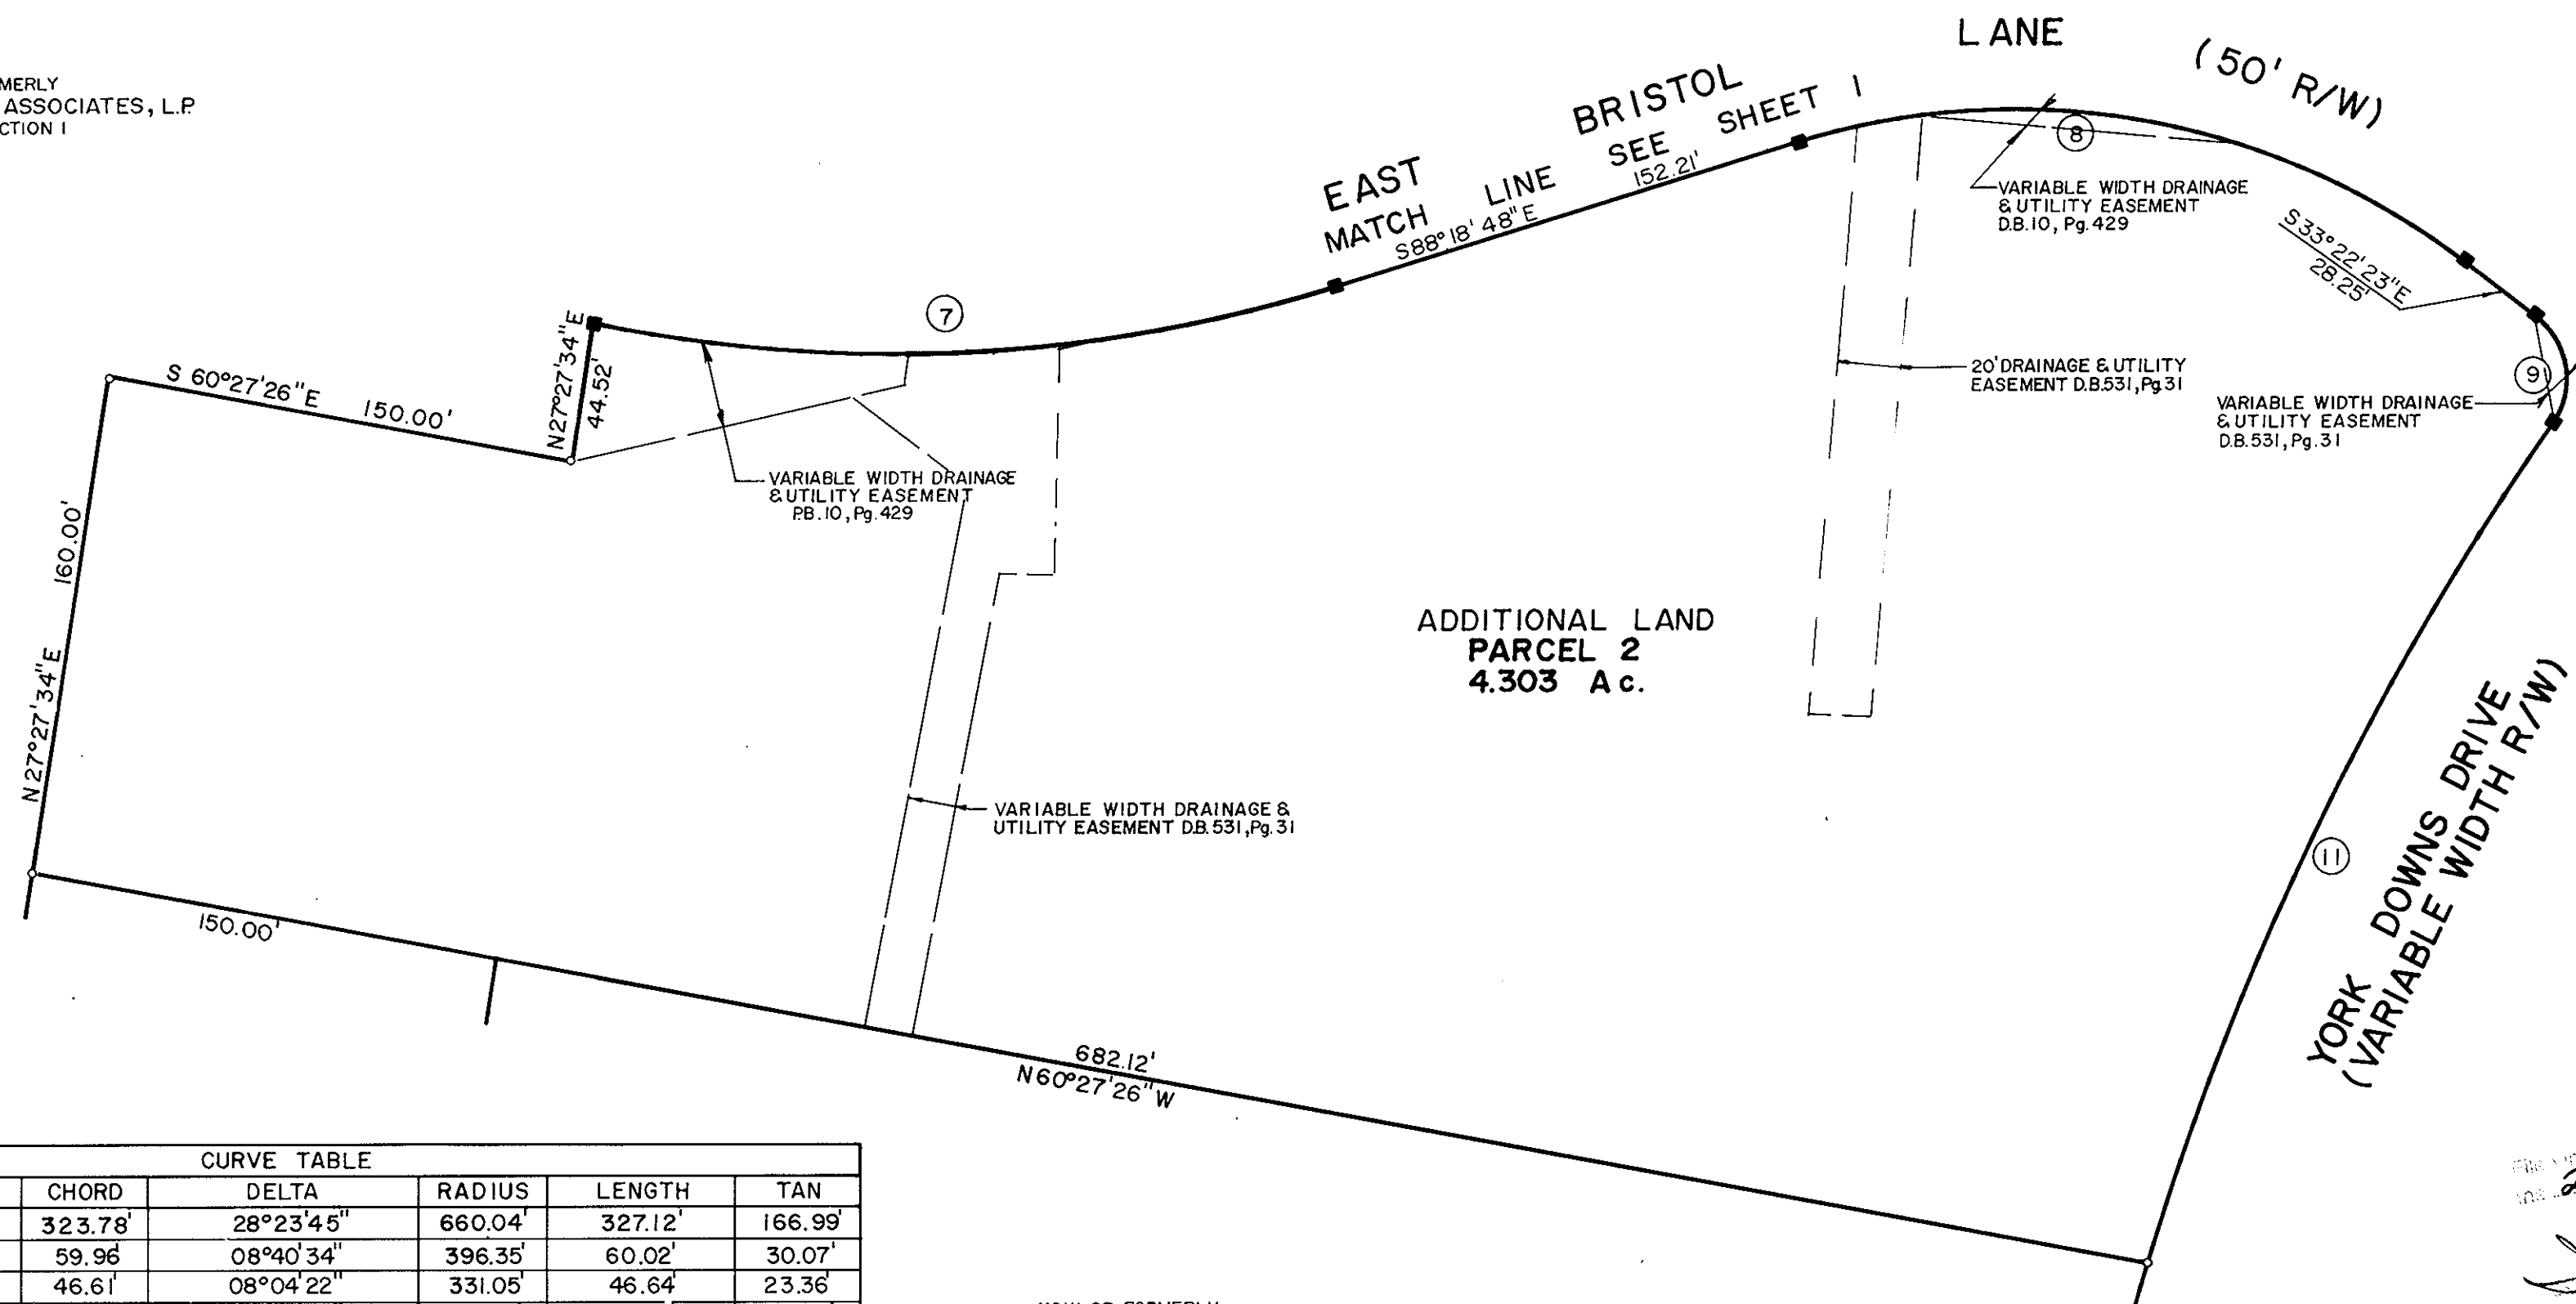 ASSOCIATES, L.P.
LANE
(50' R/W)
EAST BRISTOL
MATCH LINE SEE SHEET 1
S88°18'48"E
152.21'
8
VARIABLE WIDTH DRAINAGE
& UTILITY EASEMENT
D.B.10, Pg.429
S33°22'23"E
28.25'
7
S 60°27'26"E 150.00'
N27°27'34"E
44.52'
20' DRAINAGE & UTILITY
EASEMENT D.B.531, Pg.31
9
VARIABLE WIDTH DRAINAGE
& UTILITY EASEMENT
D.B.531, Pg.31
VARIABLE WIDTH DRAINAGE
& UTILITY EASEMENT
P.B.10, Pg.429
N27°27'34"E 160.00'
ADDITIONAL LAND
PARCEL 2
4.303 Ac.
VARIABLE WIDTH DRAINAGE &
UTILITY EASEMENT D.B.531, Pg.31
11
YORK DOWNS DRIVE
(VARIABLE WIDTH R/W)
150.00'
682.12'
N60°27'26"W
CURVE TABLE
CHORD DELTA RADIUS LENGTH TAN
323.78' 28°23'45" 660.04' 327.12' 166.99'
59.96' 08°40'34" 396.35' 60.02' 30.07'
46.61' 08°04'22" 331.05' 46.64' 23.36'